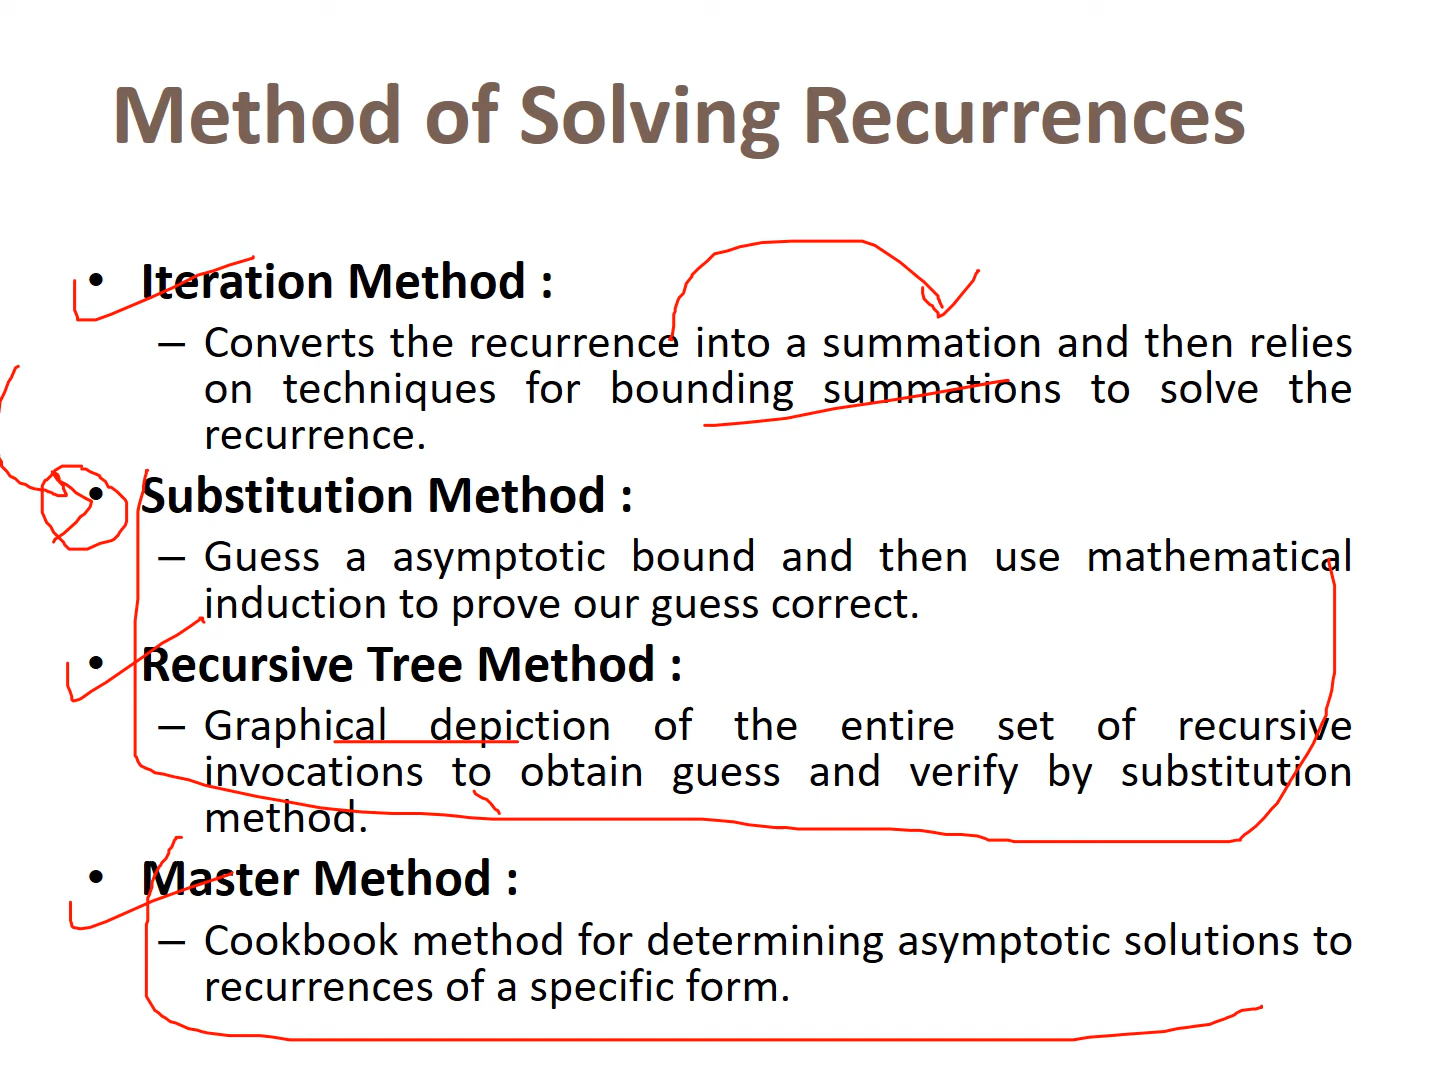 Method of Solving Recurrences
• Iteration Method :
– Converts the recurrence into a summation and then relies
on techniques for bounding summations to solve the
recurrence.
• Substitution Method :
– Guess a asymptotic bound and then use mathematical
induction to prove our guess correct.
• Recursive Tree Method :
– Graphical depiction of the entire set of recursive
invocations to obtain guess and verify by substitution
method.
• Master Method :
– Cookbook method for determining asymptotic solutions to
recurrences of a specific form.